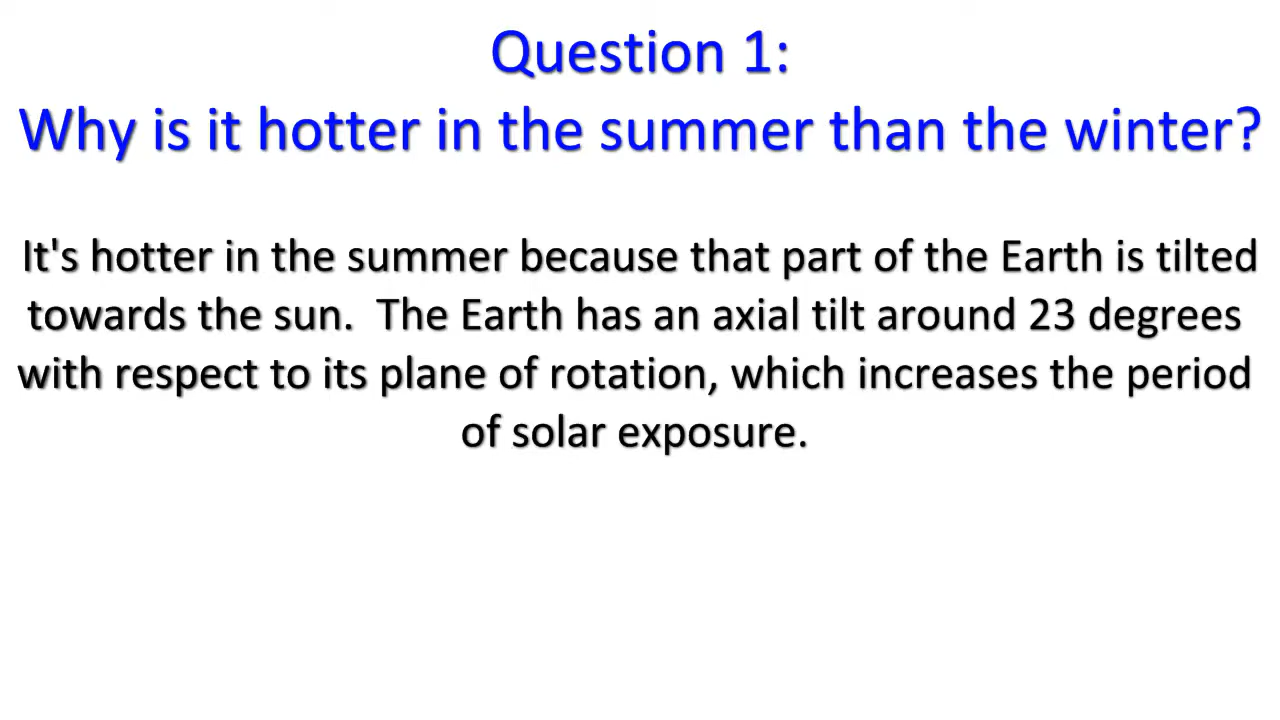 Question 1:
Why is it hotter in the summer than the winter?
It's hotter in the summer because that part of the Earth is tilted
towards the sun.  The Earth has an axial tilt around 23 degrees
with respect to its plane of rotation, which increases the period
of solar exposure.